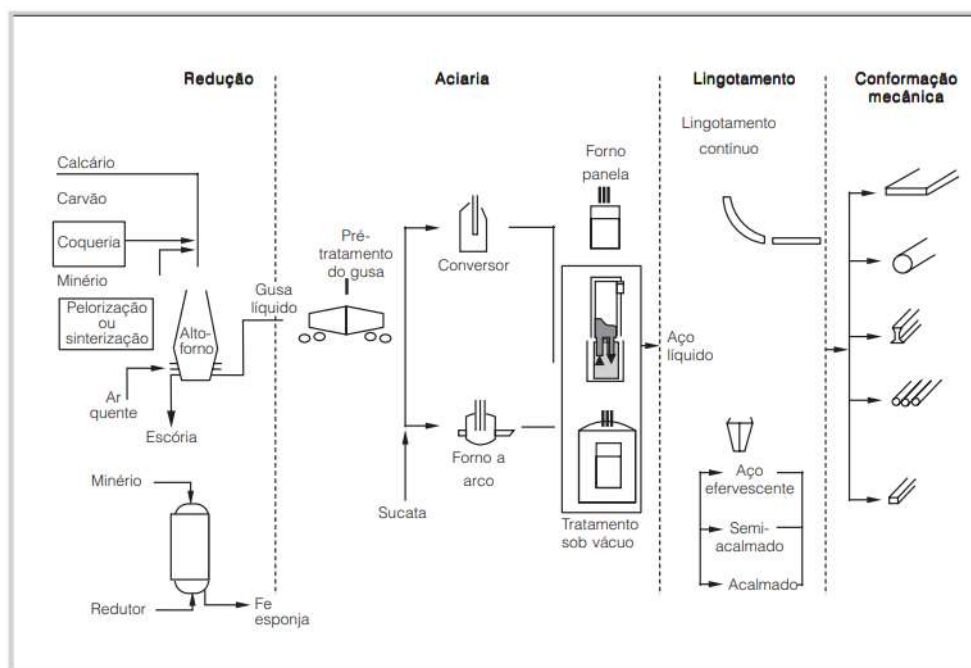 Redução
Aciaria
Lingotamento
Conformação
mecânica
Calcário
Carvão
Coqueria
Minério
Pelorização
ou
sinterização
Alto-
forno
Ar
quente
Escória
Gusa
líquido
Minério
Redutor
Fe
esponja
Pré-
tratamento
do gusa
Conversor
Forno a
arco
Sucata
Forno
panela
Tratamento
sob vácuo
Aço
líquido
Lingotamento
contínuo
Aço
efervescente
Semi-
acalmado
Acalmado